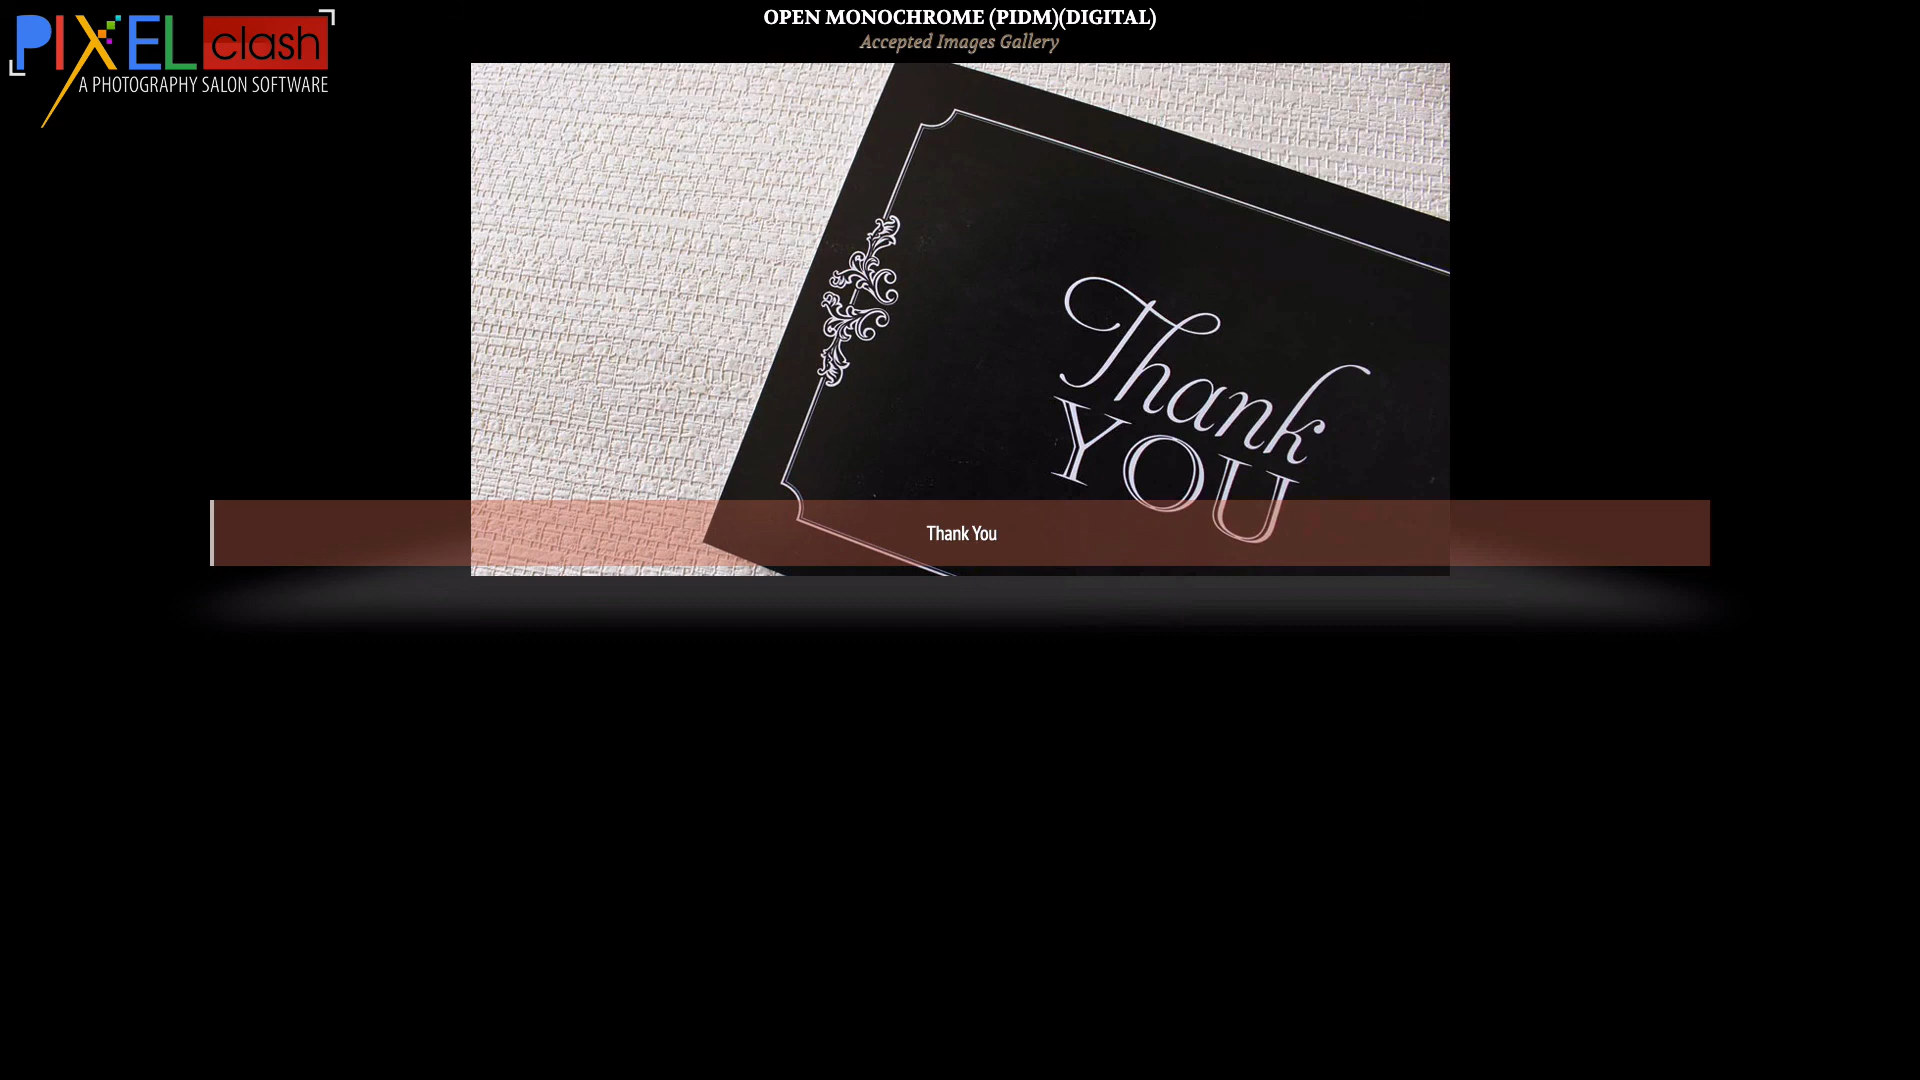 OPEN MONOCHROME (PIDM)(DIGITAL)
Accepted Images Gallery
PIXEL clash
A PHOTOGRAPHY SALON SOFTWARE
Thank
YOU
Thank You